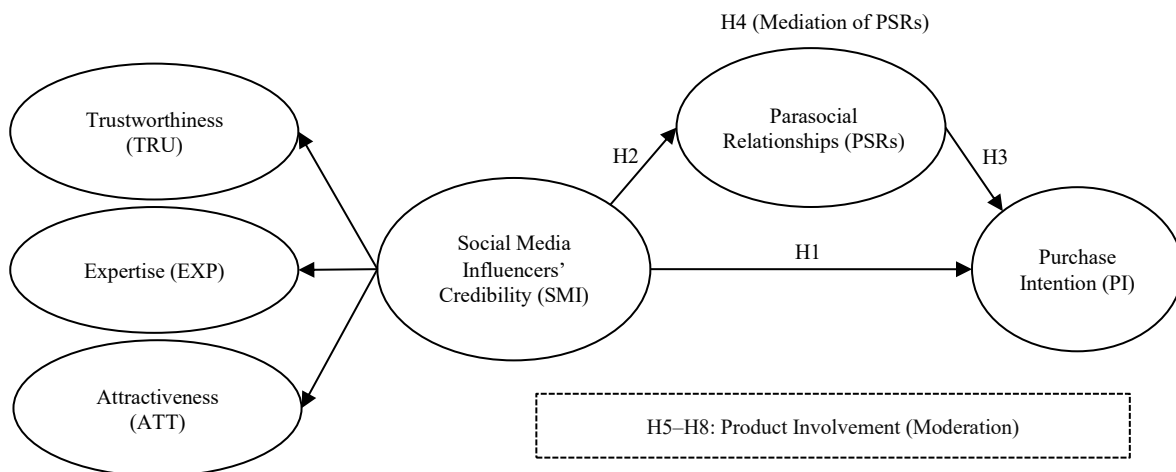 H4 (Mediation of PSRs)
Trustworthiness
(TRU)
Parasocial
Relationships (PSRs)
H2
H3
Expertise (EXP)
Social Media
Influencers’
Credibility (SMI)
H1
Purchase
Intention (PI)
Attractiveness
(ATT)
H5–H8: Product Involvement (Moderation)